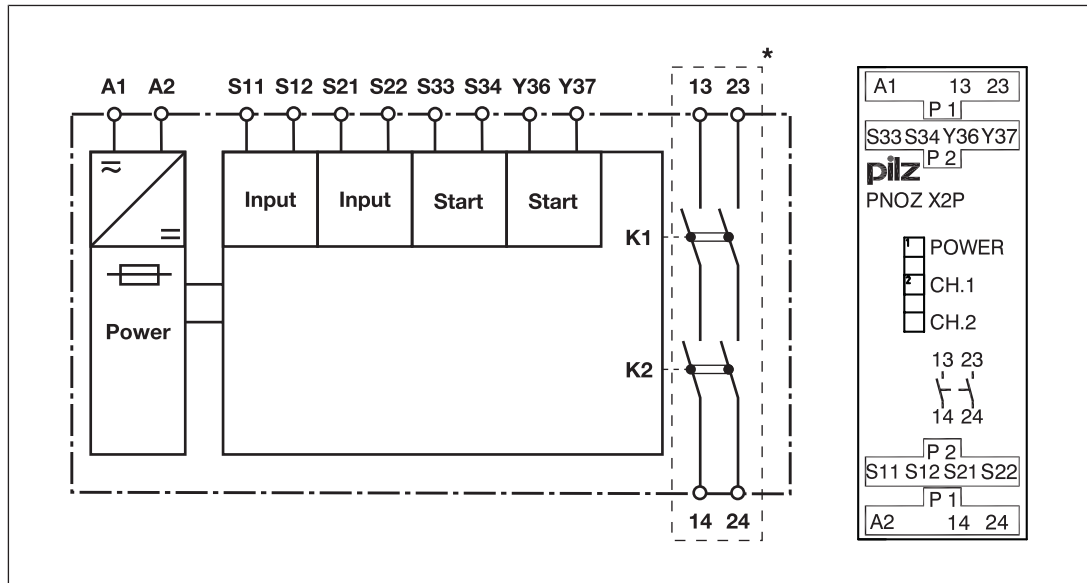 *
A1 A2 S11 S12 S21 S22 S33 S34 Y36 Y37 13 23
Input Input Start Start
K1
Power
K2
14 24
A1 13 23
P 1
S33 S34 Y36 Y37
P 2
pilz
PNOZ X2P
1 POWER
2 CH.1
CH.2
13 23
14 24
P 2
S11 S12 S21 S22
P 1
A2 14 24